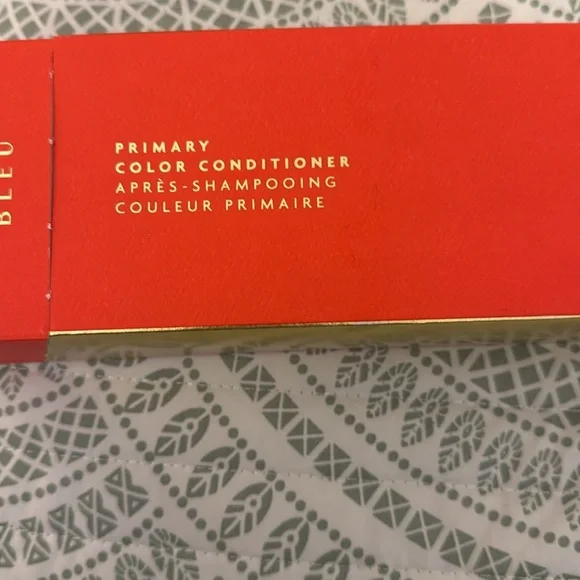 BLEU
PRIMARY
COLOR CONDITIONER
APRÈS-SHAMPOOING
COULEUR PRIMAIRE